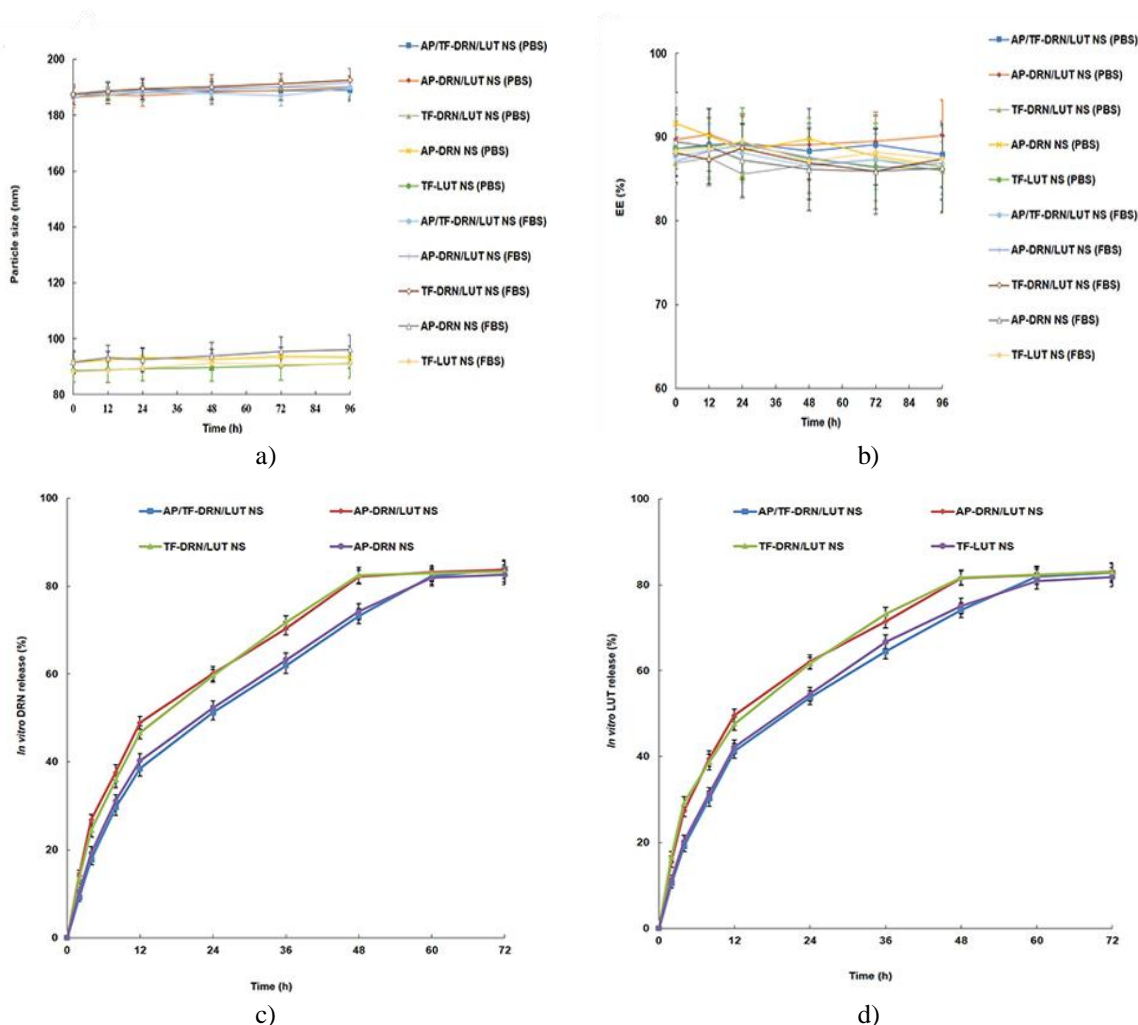 AP/TF-DRN/LUT NS (PBS)
AP-DRN/LUT NS (PBS)
TF-DRN/LUT NS (PBS)
AP-DRN NS (PBS)
TF-LUT NS (PBS)
AP/TF-DRN/LUT NS (FBS)
AP-DRN/LUT NS (FBS)
TF-DRN/LUT NS (FBS)
AP-DRN NS (FBS)
TF-LUT NS (FBS)
Particle size (nm)
200
180
160
140
120
100
80
0 12 24 36 48 60 72 84 96
Time (h)
a)
AP/TF-DRN/LUT NS (PBS)
AP-DRN/LUT NS (PBS)
TF-DRN/LUT NS (PBS)
AP-DRN NS (PBS)
TF-LUT NS (PBS)
AP/TF-DRN/LUT NS (FBS)
AP-DRN/LUT NS (FBS)
TF-DRN/LUT NS (FBS)
AP-DRN NS (FBS)
TF-LUT NS (FBS)
EE (%)
100
90
80
70
60
0 12 24 36 48 60 72 84 96
Time (h)
b)
AP/TF-DRN/LUT NS AP-DRN/LUT NS
TF-DRN/LUT NS AP-DRN NS
In vitro DRN release (%)
100
80
60
40
20
0
0 12 24 36 48 60 72
Time (h)
c)
AP/TF-DRN/LUT NS AP-DRN/LUT NS
TF-DRN/LUT NS TF-LUT NS
In vitro LUT release (%)
100
80
60
40
20
0
0 12 24 36 48 60 72
Time (h)
d)